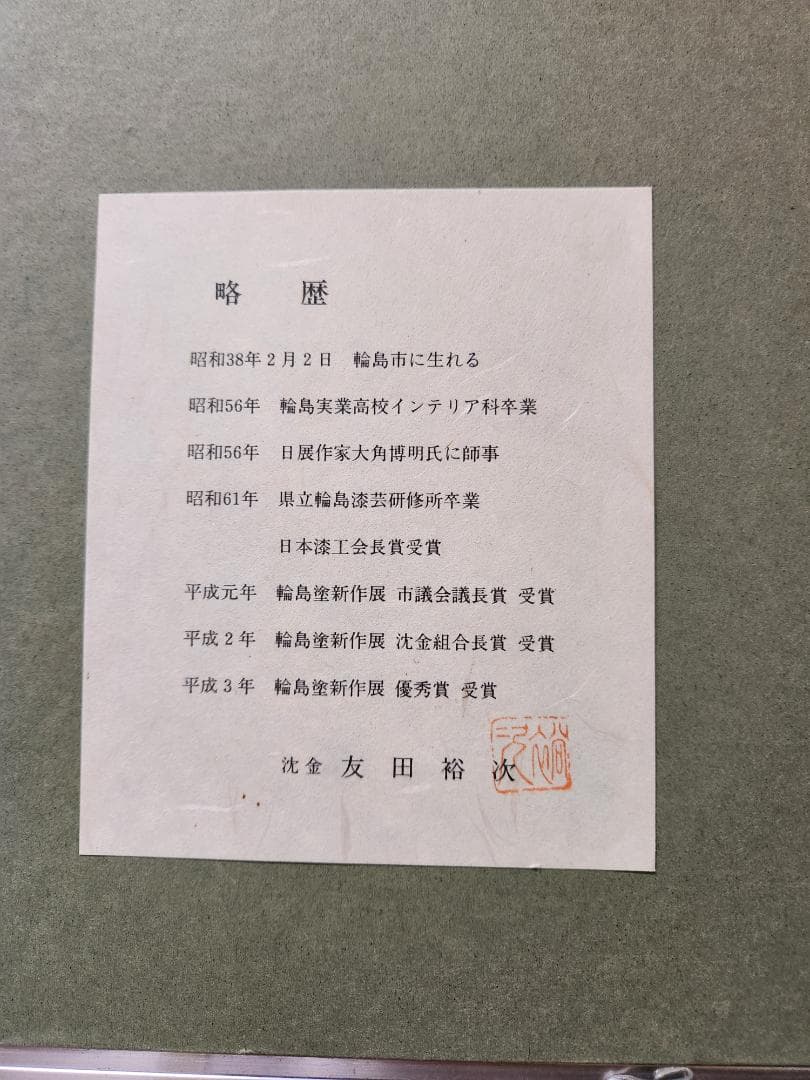 略 歴
昭和38年2月2日 輪島市に生れる
昭和56年 輪島実業高校インテリア科卒業
昭和56年 日展作家大角博明氏に師事
昭和61年 県立輪島漆芸研修所卒業
日本漆工会長賞受賞
平成元年 輪島塗新作展 市議会議長賞 受賞
平成2年 輪島塗新作展 沈金組合長賞 受賞
平成3年 輪島塗新作展 優秀賞 受賞
沈金 友田裕次